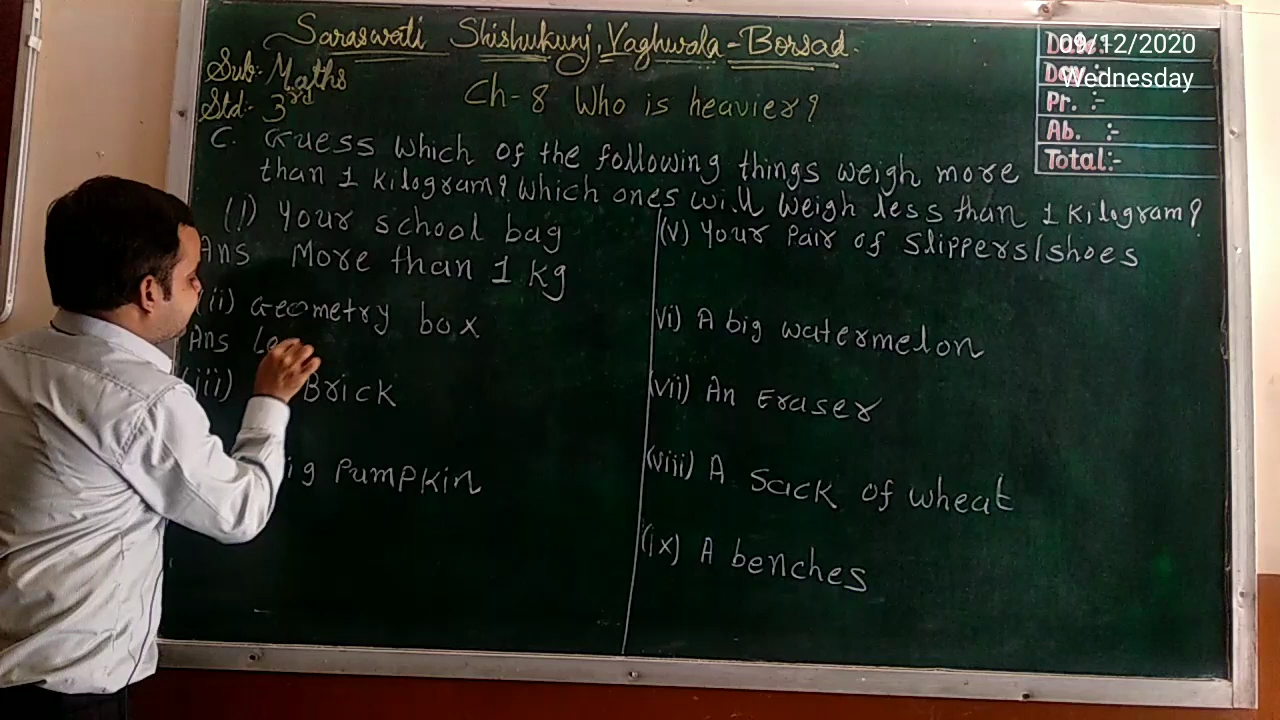 Saraswati Shishukunj, Vaghwala - Borsad.
Sub:- Maths
Std:- 3rd
Ch-8 Who is heavier?
09/12/2020
Wednesday
Pr. :-
Ab. :-
Total:-
C. Guess which of the following things weigh more
than 1 kilogram? which ones will weigh less than 1 kilogram?
(1) Your school bag
Ans More than 1 kg
(ii) Geometry box
Ans Le
(iii) Brick
ig Pumpkin
(v) Your Pair of Slippers/shoes
vi) A big watermelon
(vii) An Eraser
(viii) A Sack of wheat
(ix) A benches